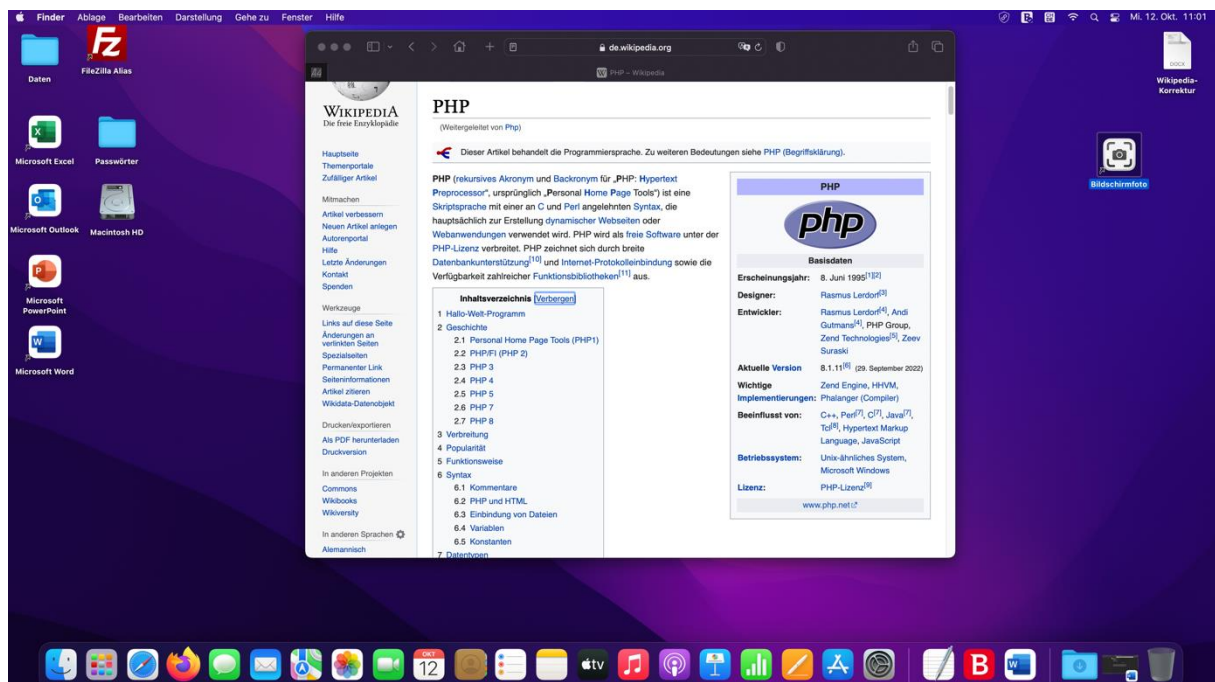 Finder Ablage Bearbeiten Darstellung Gehe zu Fenster Hilfe
Mi. 12. Okt. 11:01
Daten
FileZilla Alias
Microsoft Excel
Passwörter
Microsoft Outlook
Macintosh HD
Microsoft
PowerPoint
Microsoft Word
DOCX
Wikipedia-
Korrektur
Bildschirmfoto
de.wikipedia.org
PHP – Wikipedia
WIKIPEDIA
Die freie Enzyklopädie
Hauptseite
Themenportale
Zufälliger Artikel
Mitmachen
Artikel verbessern
Neuen Artikel anlegen
Autorenportal
Hilfe
Letzte Änderungen
Kontakt
Spenden
Werkzeuge
Links auf diese Seite
Änderungen an
verlinkten Seiten
Spezialseiten
Permanenter Link
Seiteninformationen
Artikel zitieren
Wikidata-Datenobjekt
Drucken/exportieren
Als PDF herunterladen
Druckversion
In anderen Projekten
Commons
Wikibooks
Wikiversity
In anderen Sprachen
Alemannisch
PHP
(Weitergeleitet von Php)
Dieser Artikel behandelt die Programmiersprache. Zu weiteren Bedeutungen siehe PHP (Begriffsklärung).
PHP (rekursives Akronym und Backronym für „PHP: Hypertext
Preprocessor“, ursprünglich „Personal Home Page Tools“) ist eine
Skriptsprache mit einer an C und Perl angelehnten Syntax, die
hauptsächlich zur Erstellung dynamischer Webseiten oder
Webanwendungen verwendet wird. PHP wird als freie Software unter der
PHP-Lizenz verbreitet. PHP zeichnet sich durch breite
Datenbankunterstützung[10] und Internet-Protokolleinbindung sowie die
Verfügbarkeit zahlreicher Funktionsbibliotheken[11] aus.
Inhaltsverzeichnis [Verbergen]
1 Hallo-Welt-Programm
2 Geschichte
2.1 Personal Home Page Tools (PHP1)
2.2 PHP/FI (PHP 2)
2.3 PHP 3
2.4 PHP 4
2.5 PHP 5
2.6 PHP 7
2.7 PHP 8
3 Verbreitung
4 Popularität
5 Funktionsweise
6 Syntax
6.1 Kommentare
6.2 PHP und HTML
6.3 Einbindung von Dateien
6.4 Variablen
6.5 Konstanten
7 Datentypen
PHP
php
Basisdaten
Erscheinungsjahr: 8. Juni 1995[1][2]
Designer: Rasmus Lerdorf[3]
Entwickler: Rasmus Lerdorf[4], Andi
Gutmans[4], PHP Group,
Zend Technologies[5], Zeev
Suraski
Aktuelle Version 8.1.11[6] (29. September 2022)
Wichtige Zend Engine, HHVM,
Implementierungen: Phalanger (Compiler)
Beeinflusst von: C++, Perl[7], C[7], Java[7],
Tcl[8], Hypertext Markup
Language, JavaScript
Betriebssystem: Unix-ähnliches System,
Microsoft Windows
Lizenz: PHP-Lizenz[9]
www.php.net
OKT
12
tv
B
W